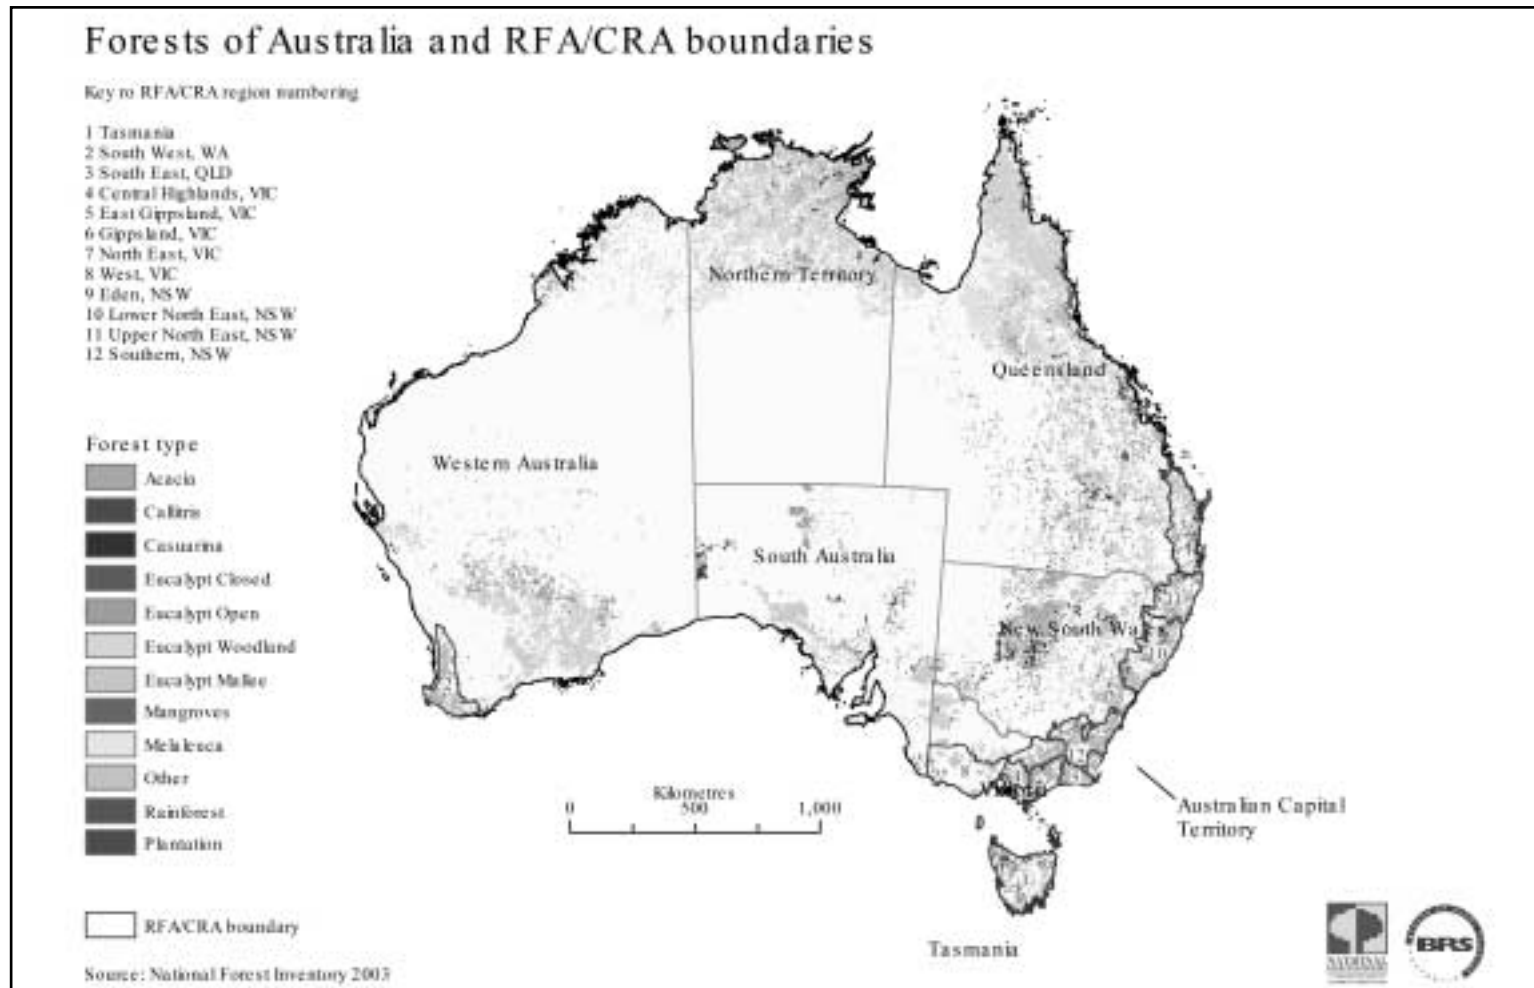 Forests of Australia and RFA/CRA boundaries
Key to RFA/CRA region numbering
1 Tasmania
2 South West, WA
3 South East, QLD
4 Central Highlands, VIC
5 East Gippsland, VIC
6 Gippsland, VIC
7 North East, VIC
8 West, VIC
9 Eden, NSW
10 Lower North East, NSW
11 Upper North East, NSW
12 Southern, NSW
Northern Territory
Queensland
Western Australia
South Australia
New South Wales
10
12
8
Forest type
Acacia
Callitris
Casuarina
Eucalypt Closed
Eucalypt Open
Eucalypt Woodland
Eucalypt Mallee
Mangroves
Melaleuca
Other
Rainforest
Plantation
Kilometres
0 500 1,000
Australian Capital
Territory
Tasmania
RFA/CRA boundary
Source: National Forest Inventory 2003
NATIONAL
BRS